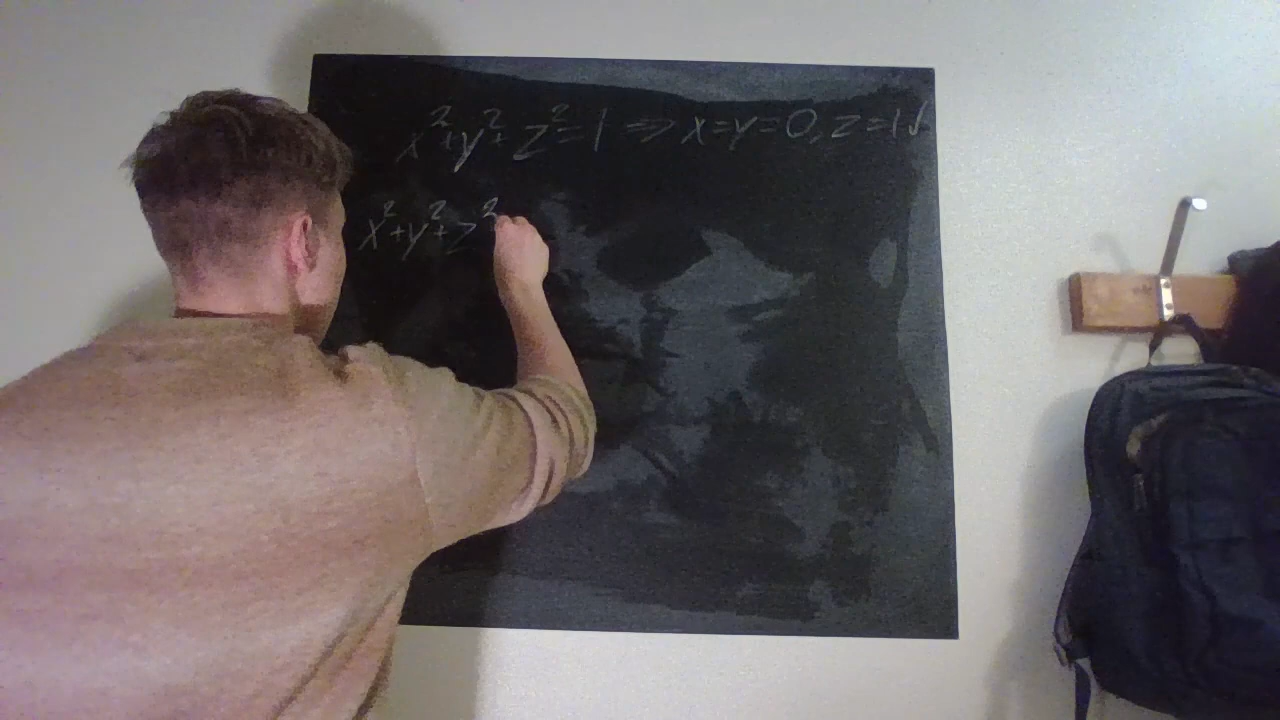 x²+y²+z²=1 => x=y=0, z=1 ✓
x²+y²+z²